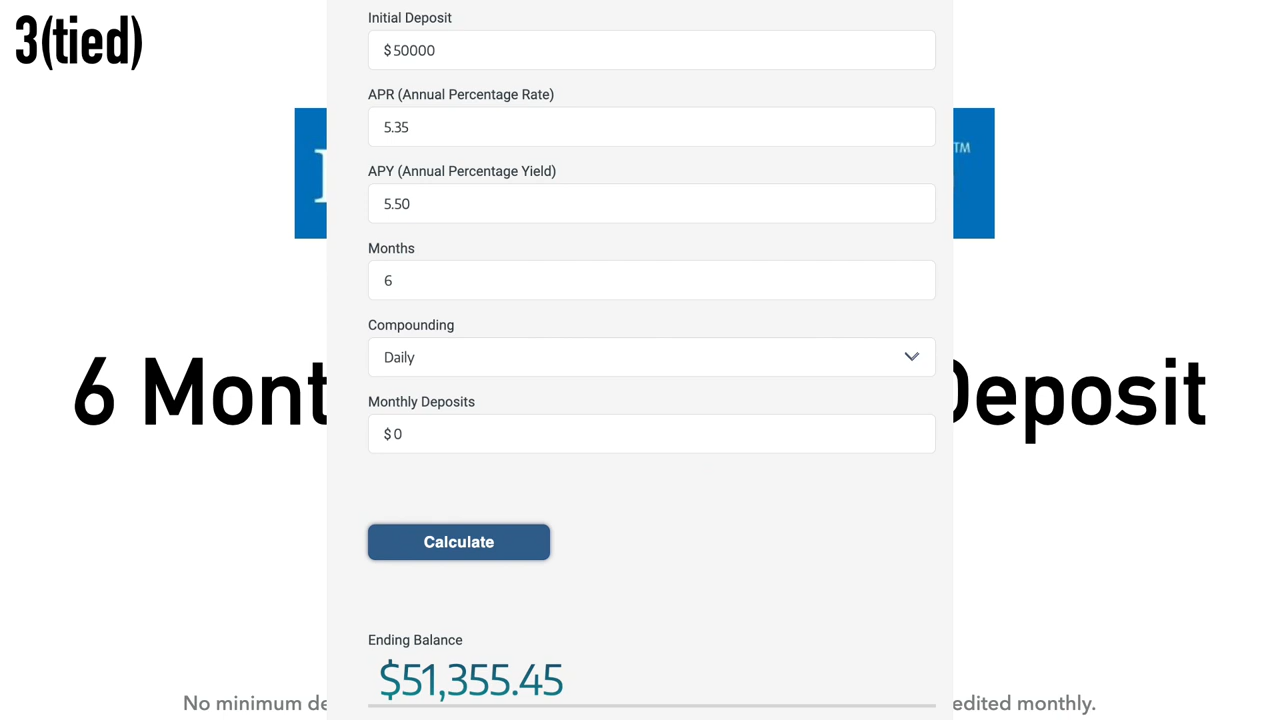 3(tied)
Initial Deposit
$50000
APR (Annual Percentage Rate)
5.35
TM
APY (Annual Percentage Yield)
5.50
Months
6
Compounding
Daily
6 Mont Deposit
Monthly Deposits
$0
Calculate
Ending Balance
$51,355.45
No minimum de edited monthly.